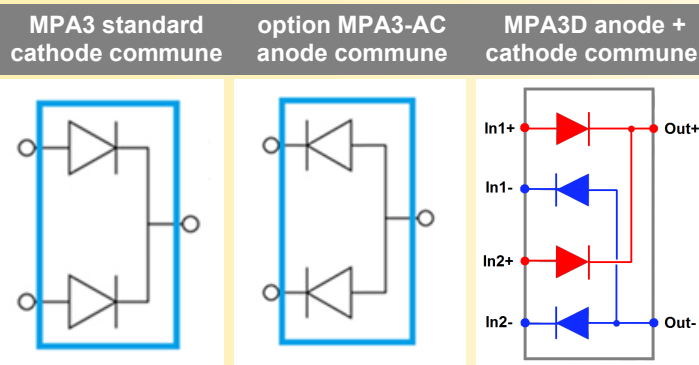 MPA3 standard
cathode commune
option MPA3-AC
anode commune
MPA3D anode +
cathode commune
In1+
Out+
In1-
In2+
In2-
Out-